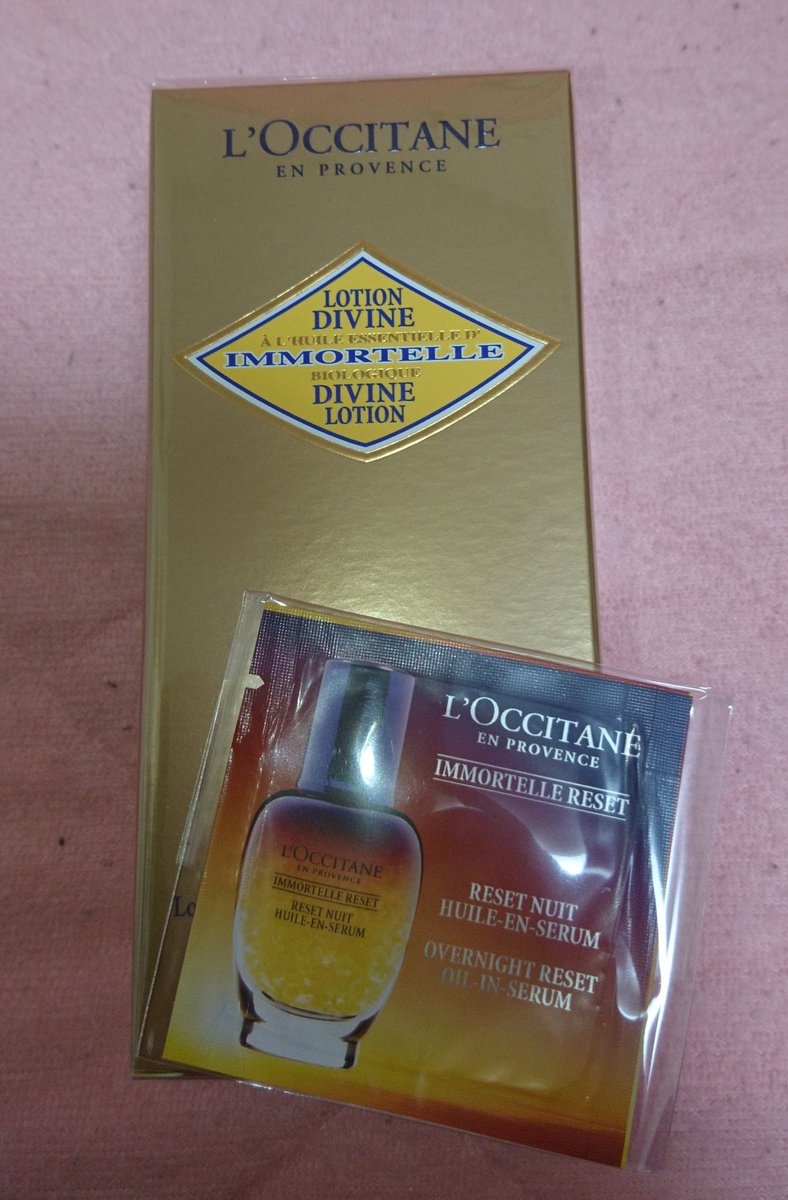 L'OCCITANE
EN PROVENCE
LOTION
DIVINE
À L'HUILE ESSENTIELLE D'
IMMORTELLE
BIOLOGIQUE
DIVINE
LOTION
L'OCCITANE
EN PROVENCE
IMMORTELLE RESET
RESET NUIT
HUILE-EN-SERUM
OVERNIGHT RESET
OIL-IN-SERUM
L'OCCITANE
EN PROVENCE
IMMORTELLE RESET
RESET NUIT
HUILE-EN-SERUM